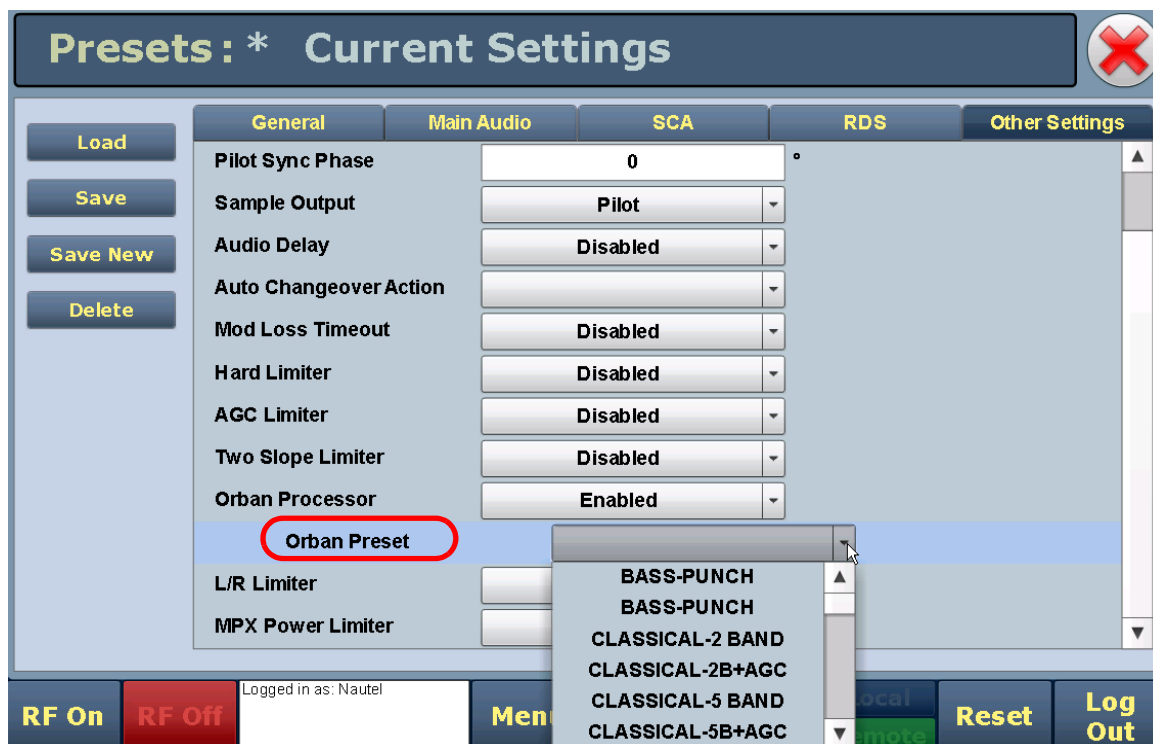 Presets: * Current Settings
General Main Audio SCA RDS Other Settings
Load
Save
Save New
Delete
Pilot Sync Phase 0 °
Sample Output Pilot
Audio Delay Disabled
Auto Changeover Action
Mod Loss Timeout Disabled
Hard Limiter Disabled
AGC Limiter Disabled
Two Slope Limiter Disabled
Orban Processor Enabled
Orban Preset
L/R Limiter
MPX Power Limiter
BASS-PUNCH
BASS-PUNCH
CLASSICAL-2 BAND
CLASSICAL-2B+AGC
CLASSICAL-5 BAND
CLASSICAL-5B+AGC
RF On
RF Off
Logged in as: Nautel
Men
ocal
emote
Reset
Log
Out